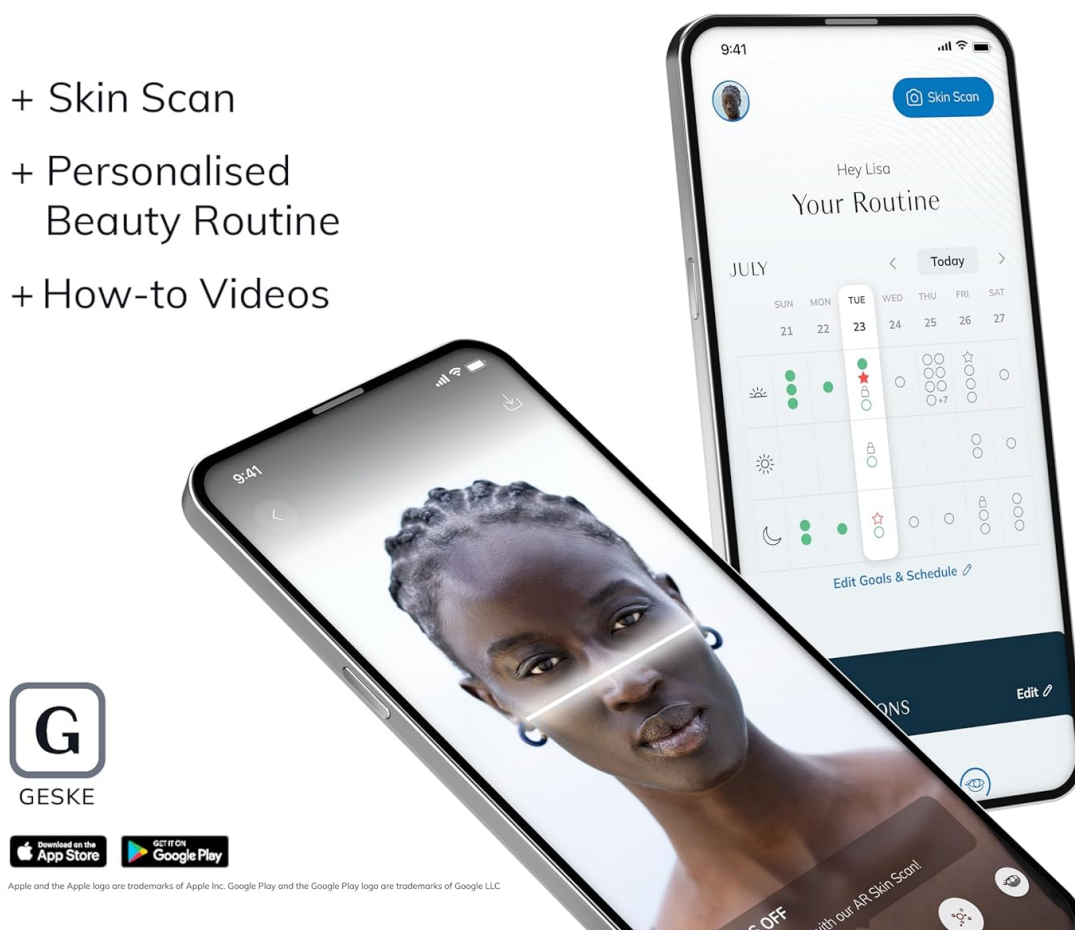 + Skin Scan
+ Personalised
Beauty Routine
+ How-to Videos
9:41
Skin Scan
Hey Lisa
Your Routine
JULY
Today
SUN MON TUE WED THU FRI SAT
21 22 23 24 25 26 27
+7
Edit Goals & Schedule
Edit
9:41
OFF
with our AR Skin Scan!
G
GESKE
Download on the
App Store
GET IT ON
Google Play
Apple and the Apple logo are trademarks of Apple Inc. Google Play and the Google Play logo are trademarks of Google LLC